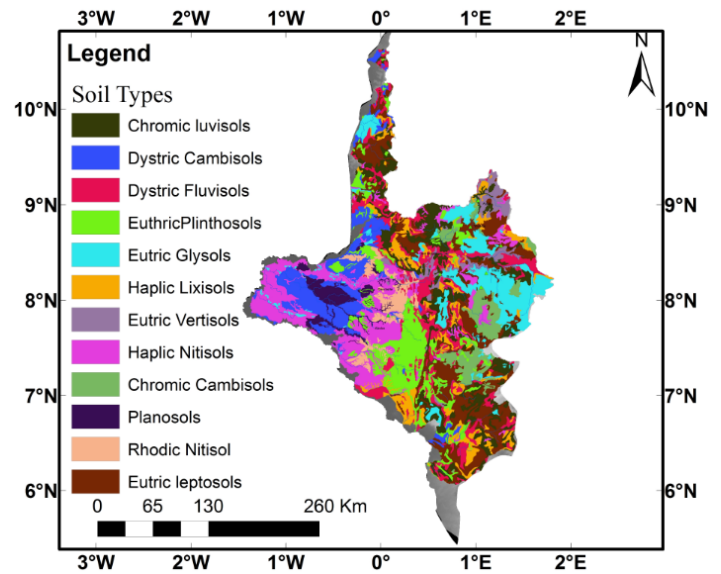 3°W 2°W 1°W 0° 1°E 2°E
N
Legend
Soil Types
10°N 10°N
Chromic luvisols
Dystric Cambisols
9°N 9°N
Dystric Fluvisols
EuthricPlinthosols
Eutric Glysols
Haplic Lixisols
8°N 8°N
Eutric Vertisols
Haplic Nitisols
Chromic Cambisols
7°N 7°N
Planosols
Rhodic Nitisol
Eutric leptosols
6°N 6°N
0 65 130 260 Km
3°W 2°W 1°W 0° 1°E 2°E